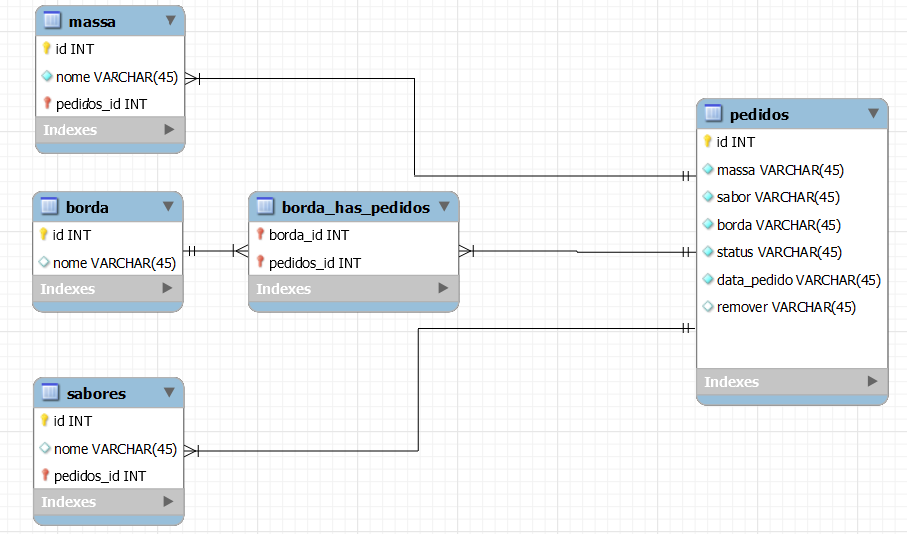 massa
id INT
nome VARCHAR(45)
pedidos_id INT
Indexes
borda
id INT
nome VARCHAR(45)
Indexes
borda_has_pedidos
borda_id INT
pedidos_id INT
Indexes
sabores
id INT
nome VARCHAR(45)
pedidos_id INT
Indexes
pedidos
id INT
massa VARCHAR(45)
sabor VARCHAR(45)
borda VARCHAR(45)
status VARCHAR(45)
data_pedido VARCHAR(45)
remover VARCHAR(45)
Indexes